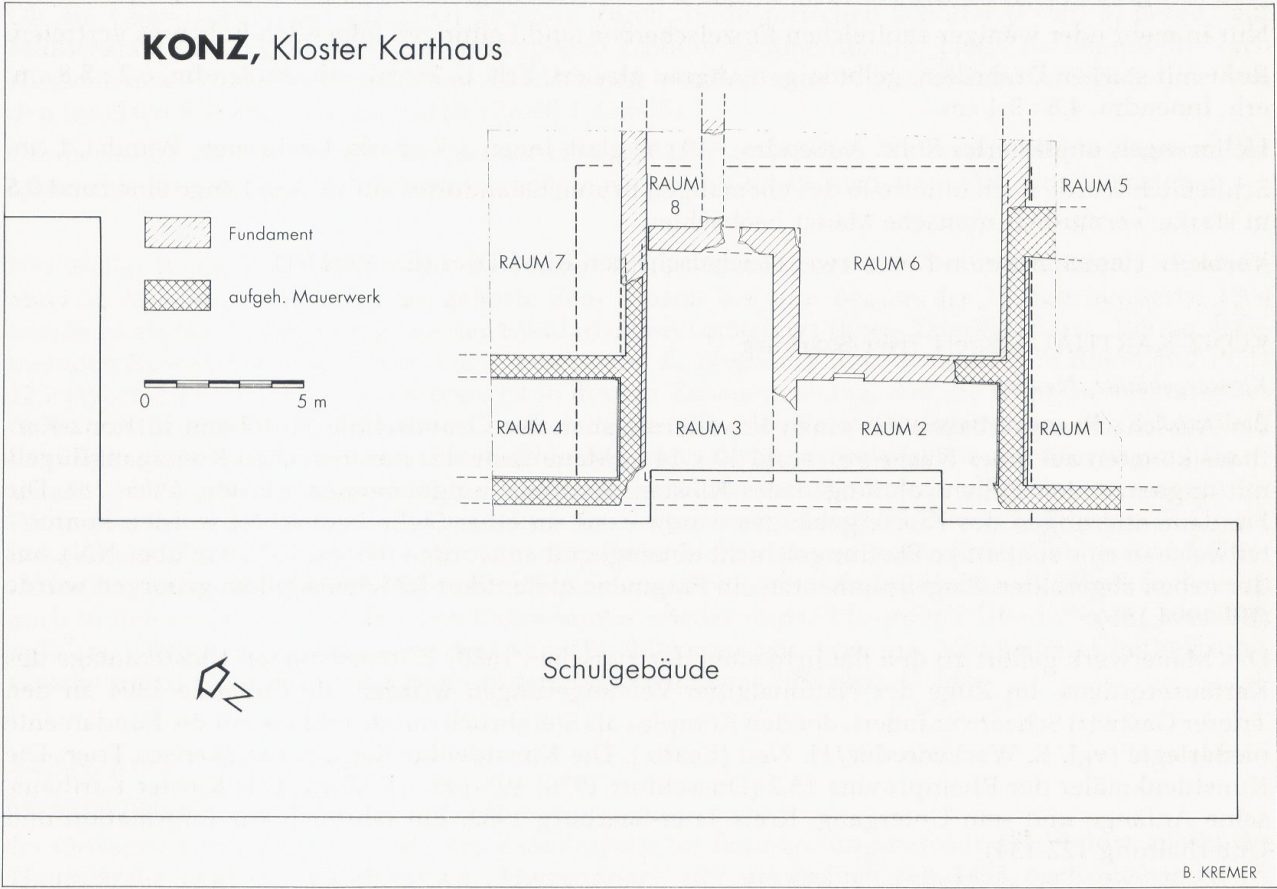 KONZ, Kloster Karthaus
Fundament
aufgeh. Mauerwerk
0 5 m
RAUM 8
RAUM 5
RAUM 7
RAUM 6
RAUM 4
RAUM 3
RAUM 2
RAUM 1
N
Schulgebäude
B. KREMER